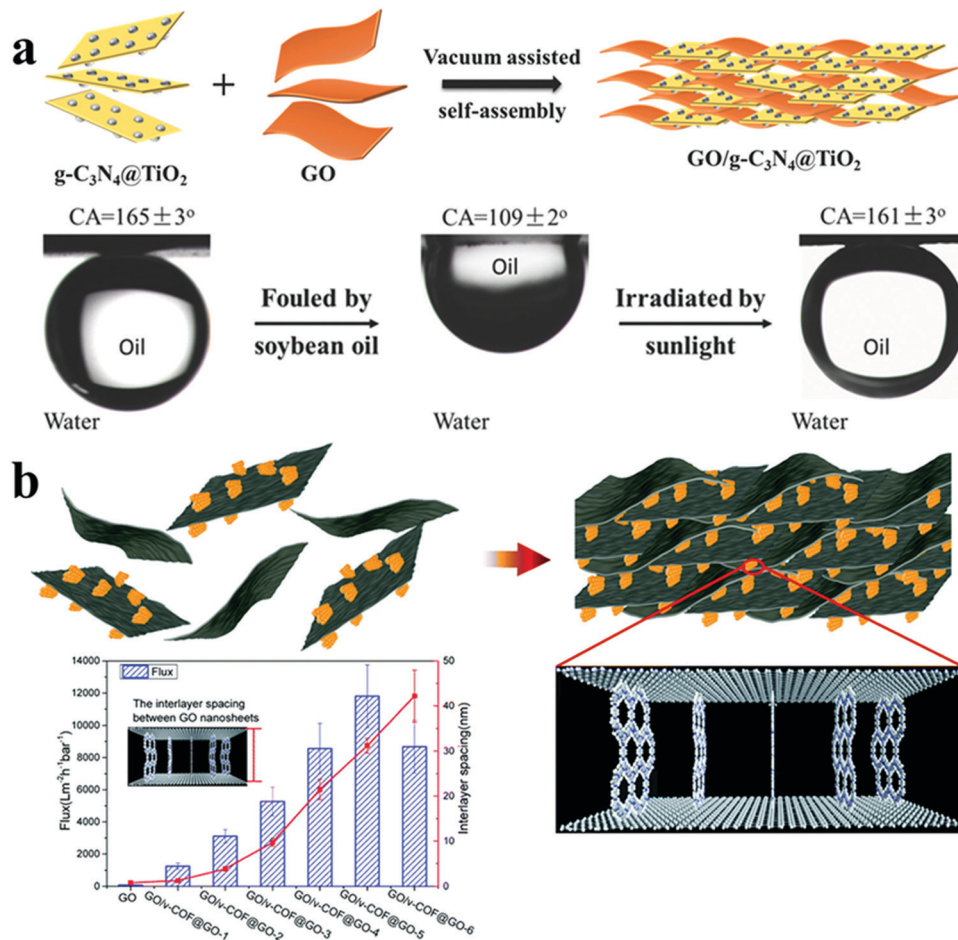 a
+
Vacuum assisted
self-assembly
g-C₃N₄@TiO₂
GO
GO/g-C₃N₄@TiO₂
CA=165±3°
CA=109±2°
CA=161±3°
Oil
Fouled by
soybean oil
Oil
Irradiated by
sunlight
Oil
Water
Water
Water
b
14000
12000
10000
8000
6000
4000
2000
0
Flux(Lm⁻²h⁻¹bar⁻¹)
Flux
The interlayer spacing
between GO nanosheets
50
40
30
20
10
0
Interlayer spacing(nm)
GO
GO/v-COF@GO-1
GO/v-COF@GO-2
GO/v-COF@GO-3
GO/v-COF@GO-4
GO/v-COF@GO-5
GO/v-COF@GO-6